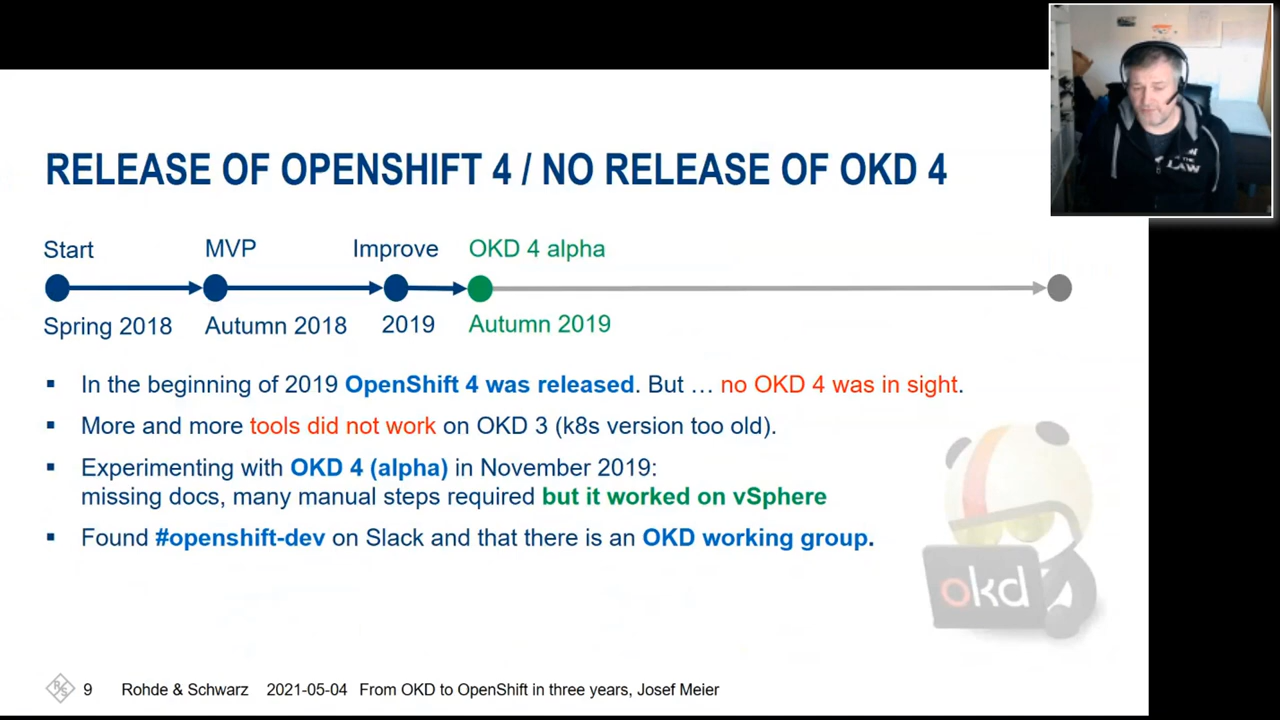 RELEASE OF OPENSHIFT 4 / NO RELEASE OF OKD 4
Start MVP Improve OKD 4 alpha
Spring 2018 Autumn 2018 2019 Autumn 2019
▪ In the beginning of 2019 OpenShift 4 was released. But … no OKD 4 was in sight.
▪ More and more tools did not work on OKD 3 (k8s version too old).
▪ Experimenting with OKD 4 (alpha) in November 2019:
missing docs, many manual steps required but it worked on vSphere
▪ Found #openshift-dev on Slack and that there is an OKD working group.
okd
R&S 9 Rohde & Schwarz 2021-05-04 From OKD to OpenShift in three years, Josef Meier
LAW